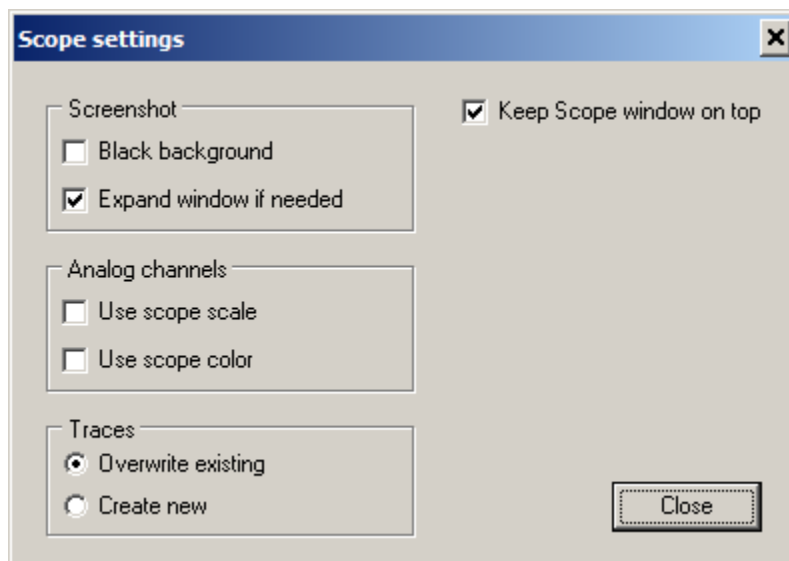 Scope settings
Screenshot
Black background
Expand window if needed
Keep Scope window on top
Analog channels
Use scope scale
Use scope color
Traces
Overwrite existing
Create new
Close